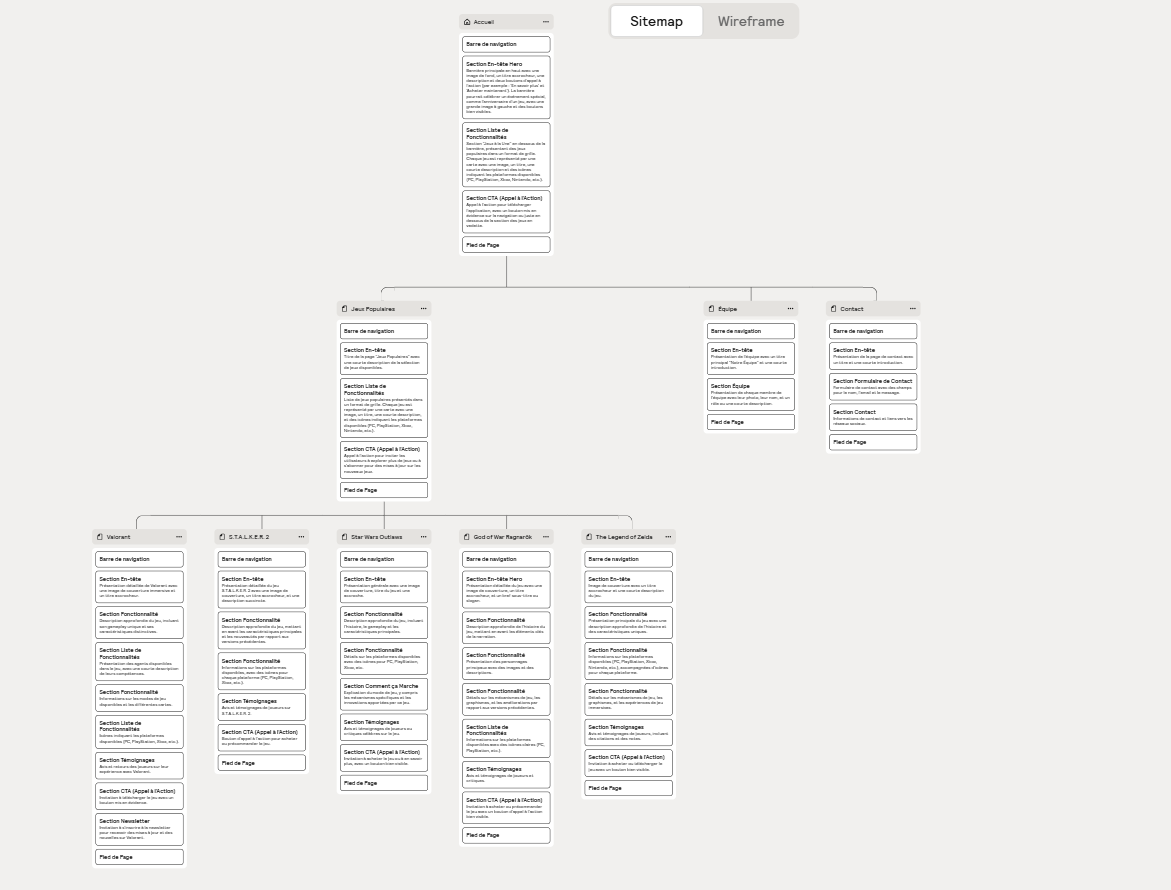 Sitemap
Wireframe
Accueil
Barre de navigation
Section En-tête Hero
Bannière principale en haut avec une
image de fond, un titre accrocheur, une
description et deux boutons d'appel à
l'action (par exemple : 'En savoir plus' et
'Acheter maintenant'). La bannière
pourrait célébrer un événement spécial,
comme l'anniversaire d'un jeu, avec une
grande image à gauche et des boutons
bien visibles.
Section Liste de
Fonctionnalités
Section 'Jeux à la Une' en dessous de la
bannière, présentant des jeux
populaires dans un format de grille.
Chaque jeu est représenté par une
carte avec une image, un titre, une
courte description et des icônes
indiquant les plateformes disponibles
(PC, PlayStation, Xbox, Nintendo, etc.).
Section CTA (Appel à l'Action)
Appel à l'action pour télécharger
l'application, avec un bouton mis en
évidence sur la navigation ou juste en
dessous de la section des jeux en
vedette.
Pied de Page
Jeux Populaires
Barre de navigation
Section En-tête
Titre de la page 'Jeux Populaires' avec
une courte description de la sélection
de jeux disponibles.
Section Liste de
Fonctionnalités
Liste de jeux populaires présentés dans
un format de grille. Chaque jeu est
représenté par une carte avec une
image, un titre, une courte description,
et des icônes indiquant les plateformes
disponibles (PC, PlayStation, Xbox,
Nintendo, etc.).
Section CTA (Appel à l'Action)
Appel à l'action pour inviter les
utilisateurs à explorer plus de jeux ou à
s'abonner pour des mises à jour sur les
nouveaux jeux.
Pied de Page
Équipe
Barre de navigation
Section En-tête
Présentation de l'équipe avec un titre
principal "Notre Équipe" et une courte
introduction.
Section Équipe
Présentation de chaque membre de
l'équipe avec leur photo, leur nom, et un
rôle ou une courte description.
Pied de Page
Contact
Barre de navigation
Section En-tête
Présentation de la page de contact avec
un titre et une courte introduction.
Section Formulaire de Contact
Formulaire de contact avec des champs
pour le nom, l'email et le message.
Section Contact
Informations de contact et liens vers les
réseaux sociaux.
Pied de Page
Valorant
Barre de navigation
Section En-tête
Présentation détaillée de Valorant avec
une image de couverture immersive et
un titre accrocheur.
Section Fonctionnalité
Description approfondie du jeu, incluant
son gameplay unique et ses
caractéristiques distinctives.
Section Liste de
Fonctionnalités
Présentation des agents disponibles
dans le jeu, avec une courte description
de leurs compétences.
Section Fonctionnalité
Informations sur les modes de jeu
disponibles et les différentes cartes.
Section Liste de
Fonctionnalités
Icônes indiquant les plateformes
disponibles (PC, PlayStation, Xbox, etc.)
Section Témoignages
Avis et retours des joueurs sur leur
expérience avec Valorant.
Section CTA (Appel à l'Action)
Invitation à télécharger le jeu avec un
bouton mis en évidence.
Section Newsletter
Invitation à s'inscrire à la newsletter
pour recevoir des mises à jour et des
nouvelles sur Valorant.
Pied de Page
S.T.A.L.K.E.R. 2
Barre de navigation
Section En-tête
Présentation détaillée du jeu
S.T.A.L.K.E.R. 2 avec une image de
couverture, un titre accrocheur, et une
description succincte.
Section Fonctionnalité
Description approfondie du jeu, mettant
en avant les caractéristiques principales
et les nouveautés par rapport aux
versions précédentes.
Section Fonctionnalité
Informations sur les plateformes
disponibles, avec des icônes pour
chaque plateforme (PC, PlayStation,
Xbox, etc.).
Section Témoignages
Avis et témoignages de joueurs sur
S.T.A.L.K.E.R. 2.
Section CTA (Appel à l'Action)
Bouton d'appel à l'action pour acheter
ou précommander le jeu.
Pied de Page
Star Wars Outlaws
Barre de navigation
Section En-tête
Présentation générale avec une image
de couverture, titre du jeu et une
accroche.
Section Fonctionnalité
Description approfondie du jeu, incluant
l'histoire, le gameplay et les
caractéristiques principales.
Section Fonctionnalité
Détails sur les plateformes disponibles
avec des icônes pour PC, PlayStation,
Xbox, etc.
Section Comment ça Marche
Explication du mode de jeu, y compris
les mécanismes spécifiques et les
innovations apportées par ce jeu.
Section Témoignages
Avis et témoignages de joueurs ou
critiques célèbres sur le jeu.
Section CTA (Appel à l'Action)
Invitation à acheter le jeu ou à en savoir
plus, avec un bouton bien visible.
Pied de Page
God of War Ragnarök
Barre de navigation
Section En-tête Hero
Présentation détaillée du jeu avec une
image de couverture, un titre
accrocheur, et un bref sous-titre ou
slogan.
Section Fonctionnalité
Description approfondie de l'histoire du
jeu, mettant en avant les éléments clés
de la narration.
Section Fonctionnalité
Présentation des personnages
principaux avec des images et des
descriptions.
Section Fonctionnalité
Détails sur les mécanismes de jeu, les
graphismes, et les améliorations par
rapport aux versions précédentes.
Section Liste de
Fonctionnalités
Informations sur les plateformes
disponibles avec des icônes claires (PC,
PlayStation, etc.).
Section Témoignages
Avis et témoignages de joueurs et
critiques.
Section CTA (Appel à l'Action)
Invitation à acheter ou précommander
le jeu avec un bouton d'appel à l'action
bien visible.
Pied de Page
The Legend of Zelda
Barre de navigation
Section En-tête
Image de couverture avec un titre
accrocheur et une courte description
du jeu.
Section Fonctionnalité
Présentation principale du jeu avec une
description approfondie de l'histoire et
des caractéristiques uniques.
Section Fonctionnalité
Informations sur les plateformes
disponibles (PC, PlayStation, Xbox,
Nintendo, etc.), accompagnées d'icônes
pour chaque plateforme.
Section Fonctionnalité
Détails sur les mécanismes de jeu, les
graphismes, et les expériences de jeu
immersives.
Section Témoignages
Avis et témoignages de joueurs, incluant
des citations et des notes.
Section CTA (Appel à l'Action)
Invitation à acheter ou télécharger le
jeu avec un bouton bien visible.
Pied de Page